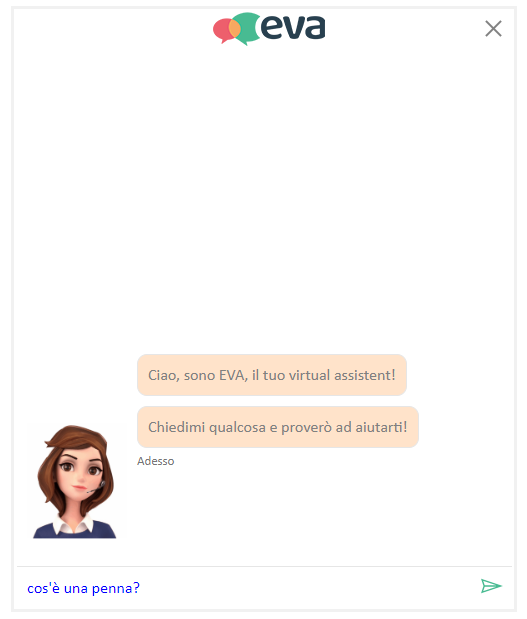 eva
Ciao, sono EVA, il tuo virtual assistent!
Chiedimi qualcosa e proverò ad aiutarti!
Adesso
cos'è una penna?